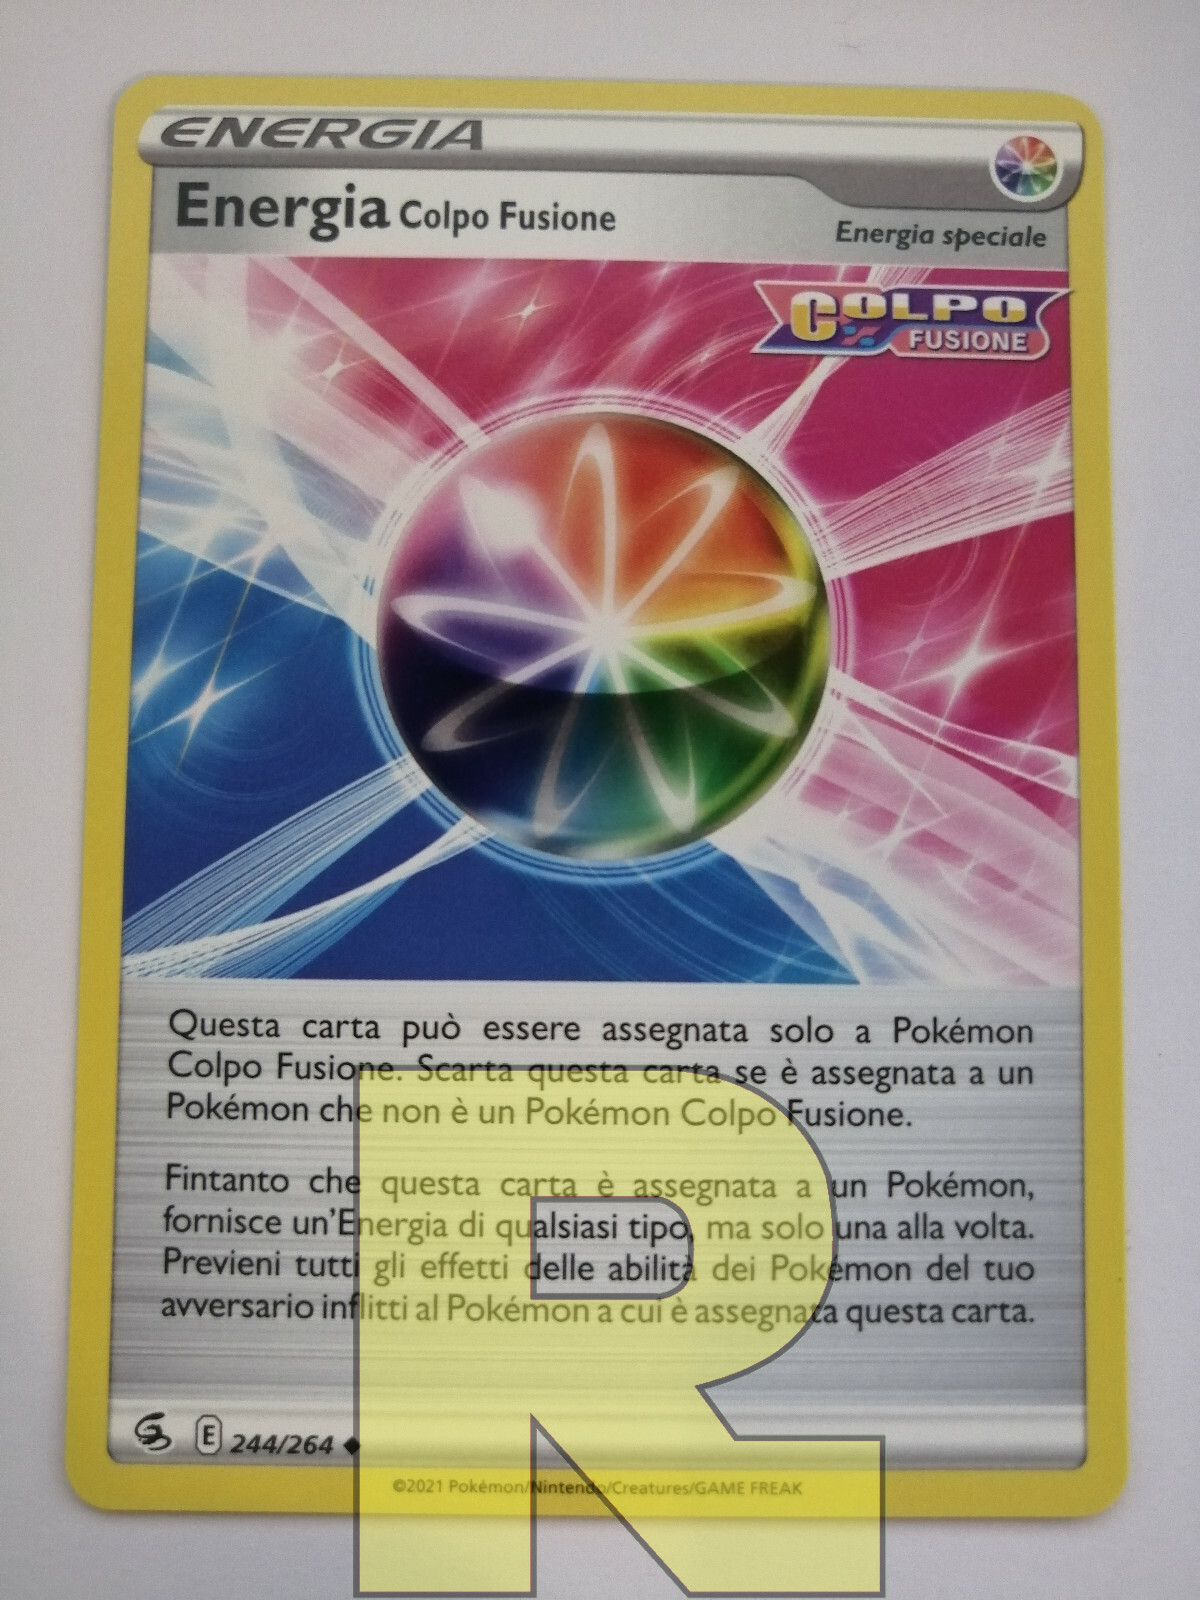 ENERGIA
Energia Colpo Fusione
Energia speciale
COLPO
FUSIONE
Questa carta può essere assegnata solo a Pokémon
Colpo Fusione. Scarta questa carta se è assegnata a un
Pokémon che non è un Pokémon Colpo Fusione.
Fintanto che questa carta è assegnata a un Pokémon,
fornisce un'Energia di qualsiasi tipo, ma solo una alla volta.
Previeni tutti gli effetti delle abilità dei Pokémon del tuo
avversario inflitti al Pokémon a cui è assegnata questa carta.
E 244/264
©2021 Pokémon/Nintendo/Creatures/GAME FREAK
R